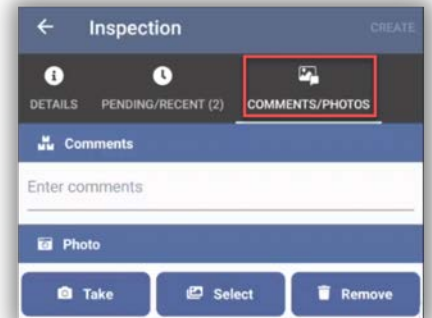 Inspection
CREATE
DETAILS
PENDING/RECENT (2)
COMMENTS/PHOTOS
Comments
Enter comments
Photo
Take
Select
Remove